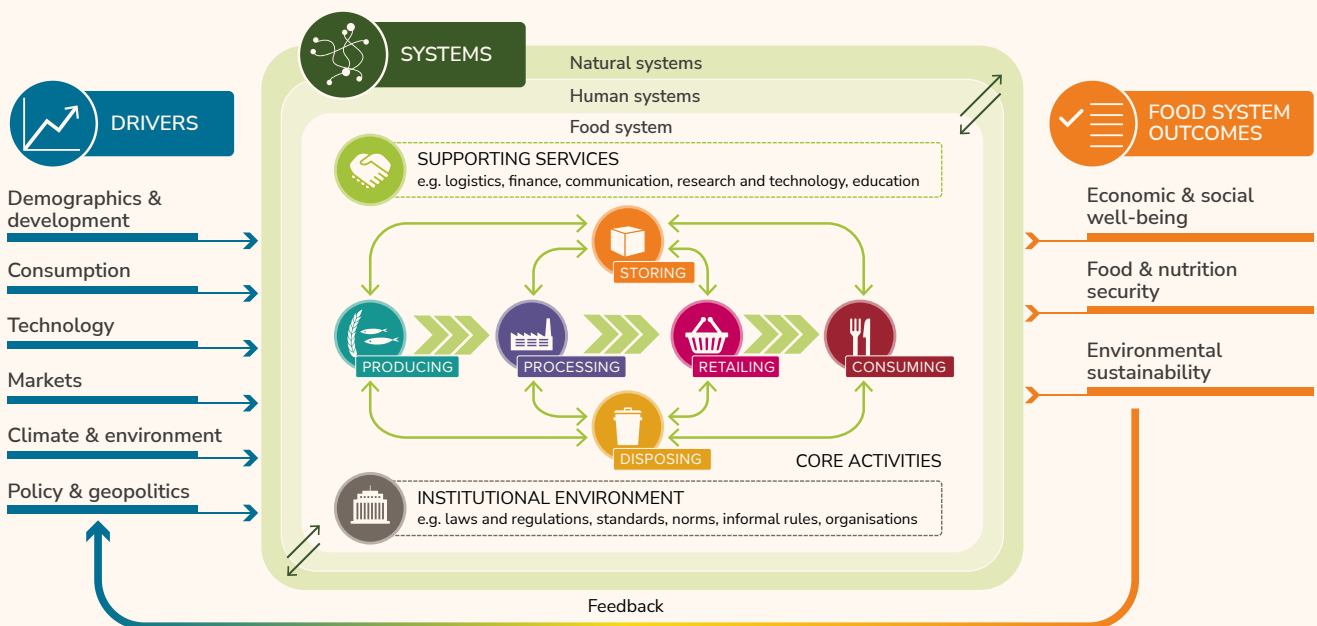 SYSTEMS
Natural systems
Human systems
Food system
DRIVERS
Demographics &
development
Consumption
Technology
Markets
Climate & environment
Policy & geopolitics
SUPPORTING SERVICES
e.g. logistics, finance, communication, research and technology, education
STORING
PRODUCING
PROCESSING
RETAILING
CONSUMING
DISPOSING
CORE ACTIVITIES
INSTITUTIONAL ENVIRONMENT
e.g. laws and regulations, standards, norms, informal rules, organisations
FOOD SYSTEM
OUTCOMES
Economic & social
well-being
Food & nutrition
security
Environmental
sustainability
Feedback